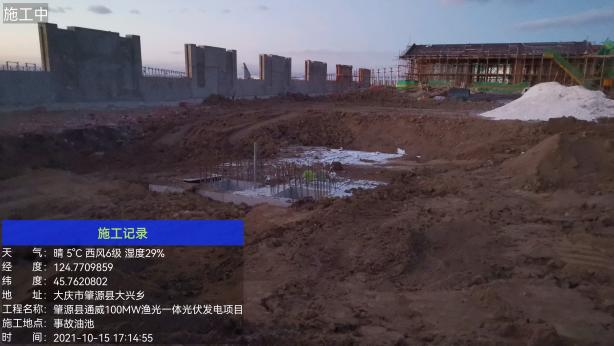 施工中
施工记录
天 气：晴 5℃ 西风6级 湿度29%
经 度：124.7709859
纬 度：45.7620802
地 址：大庆市肇源县大兴乡
工程名称：肇源县通威100MW渔光一体光伏发电项目
施工地点：事故油池
时 间：2021-10-15 17:14:55